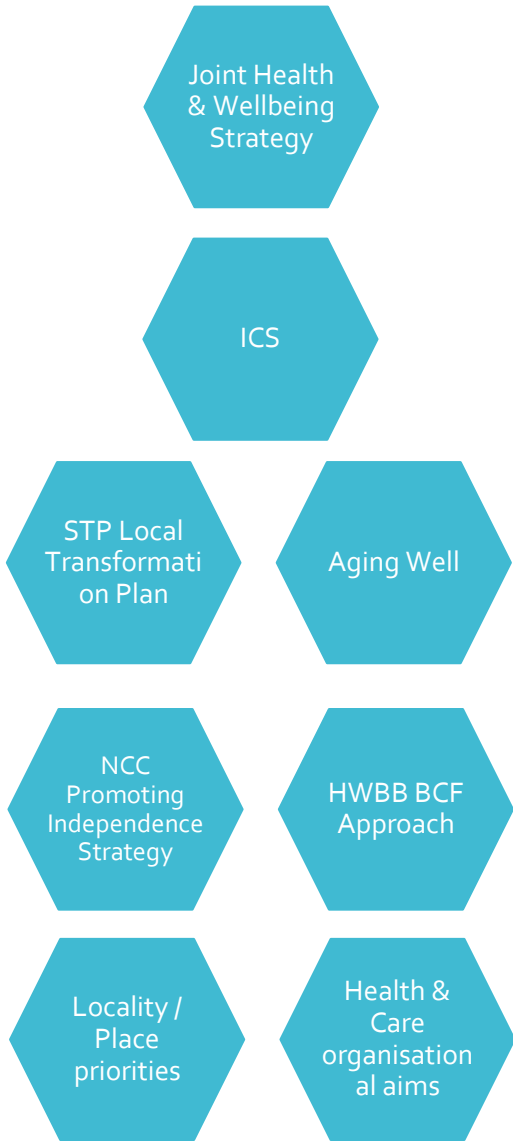 Joint Health
& Wellbeing
Strategy
ICS
STP Local
Transformati
on Plan
Aging Well
NCC
Promoting
Independence
Strategy
HWBB BCF
Approach
Locality /
Place
priorities
Health &
Care
organisation
al aims